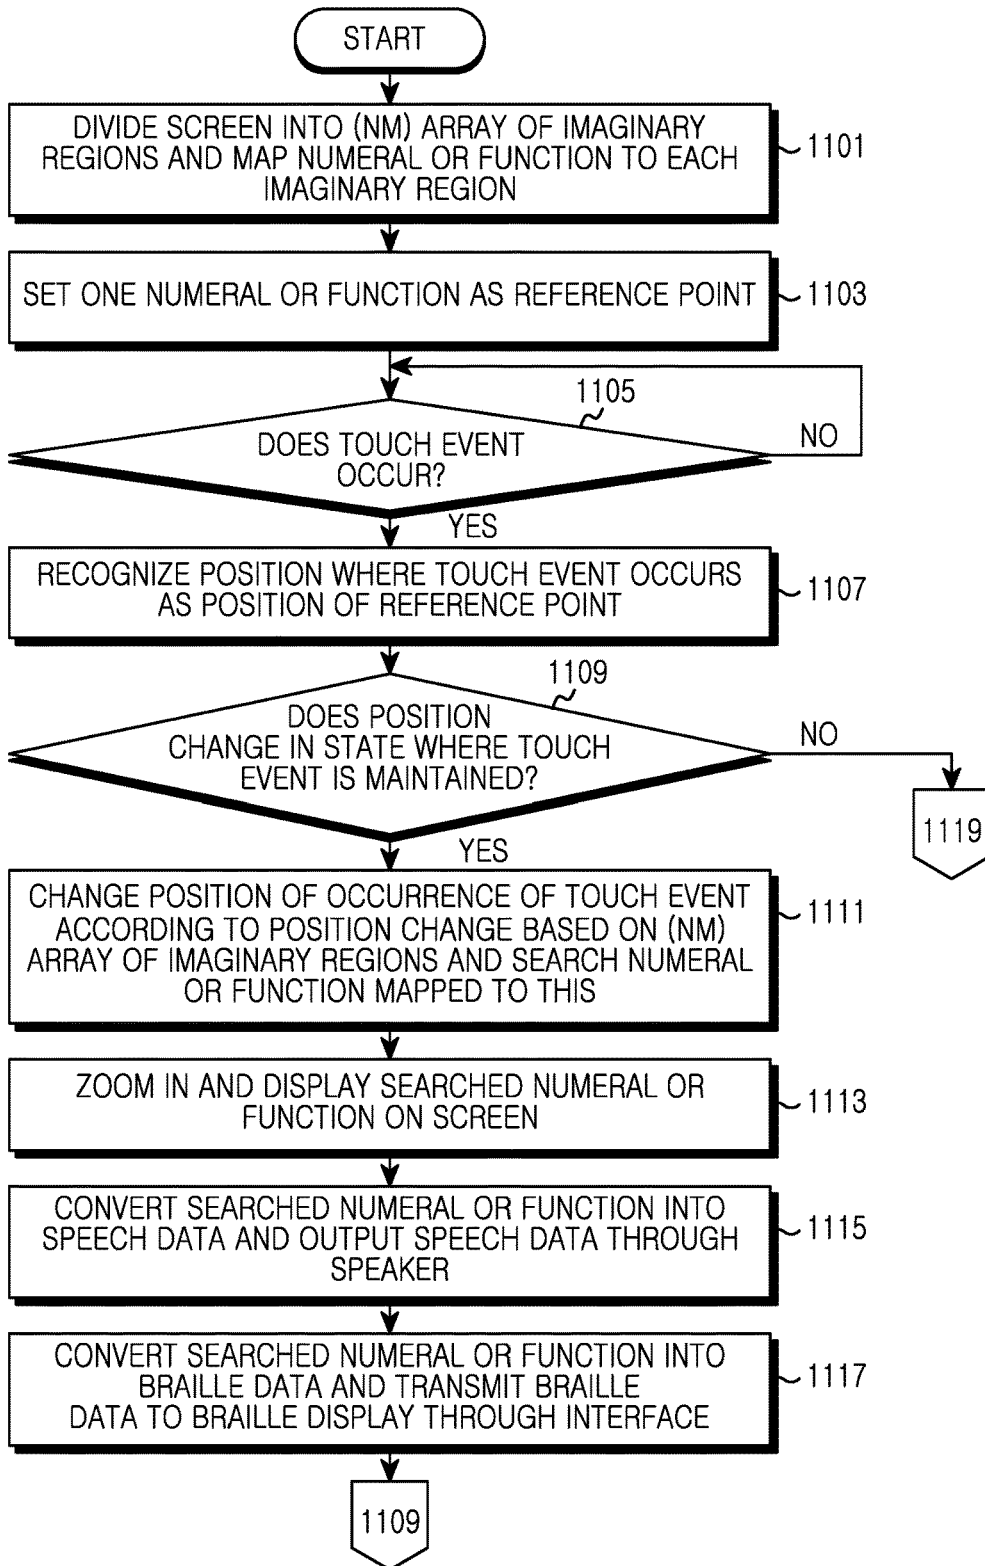 START
DIVIDE SCREEN INTO (NM) ARRAY OF IMAGINARY
REGIONS AND MAP NUMERAL OR FUNCTION TO EACH
IMAGINARY REGION
1101
SET ONE NUMERAL OR FUNCTION AS REFERENCE POINT
1103
1105
DOES TOUCH EVENT
OCCUR?
NO
YES
RECOGNIZE POSITION WHERE TOUCH EVENT OCCURS
AS POSITION OF REFERENCE POINT
1107
1109
DOES POSITION
CHANGE IN STATE WHERE TOUCH
EVENT IS MAINTAINED?
NO
1119
YES
CHANGE POSITION OF OCCURRENCE OF TOUCH EVENT
ACCORDING TO POSITION CHANGE BASED ON (NM)
ARRAY OF IMAGINARY REGIONS AND SEARCH NUMERAL
OR FUNCTION MAPPED TO THIS
1111
ZOOM IN AND DISPLAY SEARCHED NUMERAL OR
FUNCTION ON SCREEN
1113
CONVERT SEARCHED NUMERAL OR FUNCTION INTO
SPEECH DATA AND OUTPUT SPEECH DATA THROUGH
SPEAKER
1115
CONVERT SEARCHED NUMERAL OR FUNCTION INTO
BRAILLE DATA AND TRANSMIT BRAILLE
DATA TO BRAILLE DISPLAY THROUGH INTERFACE
1117
1109